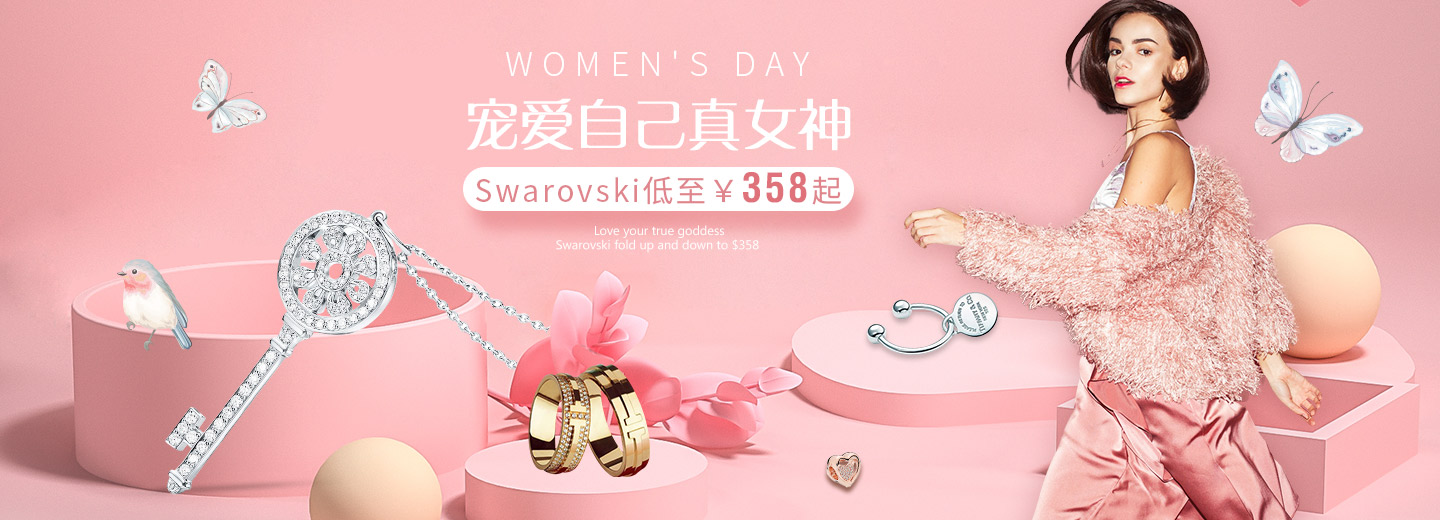 WOMEN'S DAY
宠爱自己真女神
Swarovski低至￥358起
Love your true goddess
Swarovski fold up and down to $358